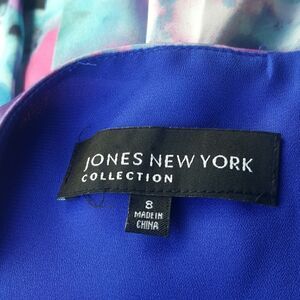 JONES NEW YORK
COLLECTION
8
MADE IN
CHINA